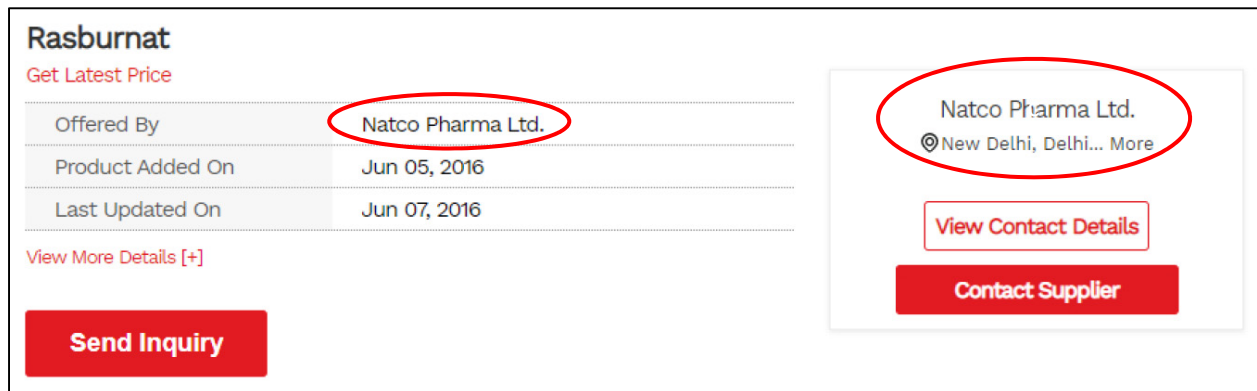 Rasburnat
Get Latest Price
Offered By Natco Pharma Ltd.
Product Added On Jun 05, 2016
Last Updated On Jun 07, 2016
View More Details [+]
Send Inquiry
Natco Pharma Ltd.
New Delhi, Delhi... More
View Contact Details
Contact Supplier